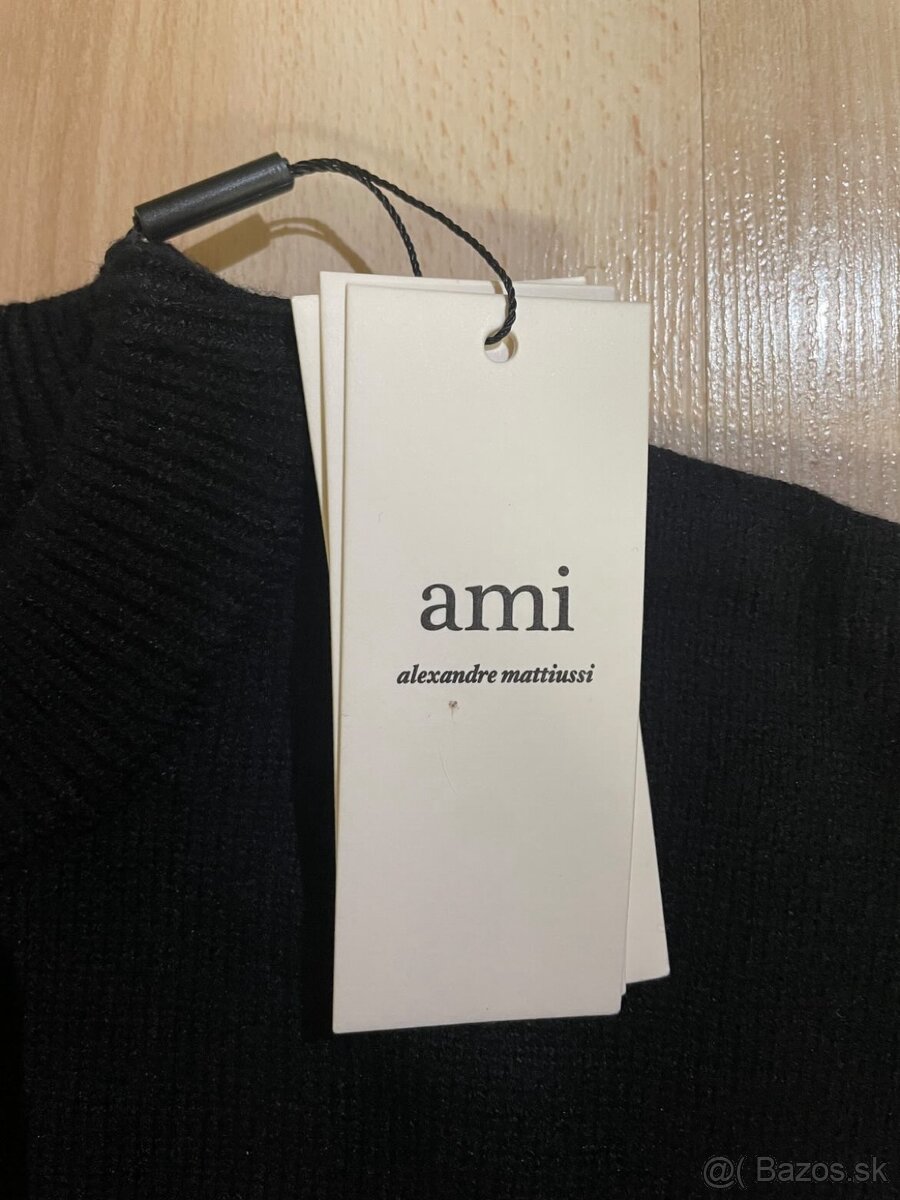 ami
alexandre mattiussi
@( Bazos.sk